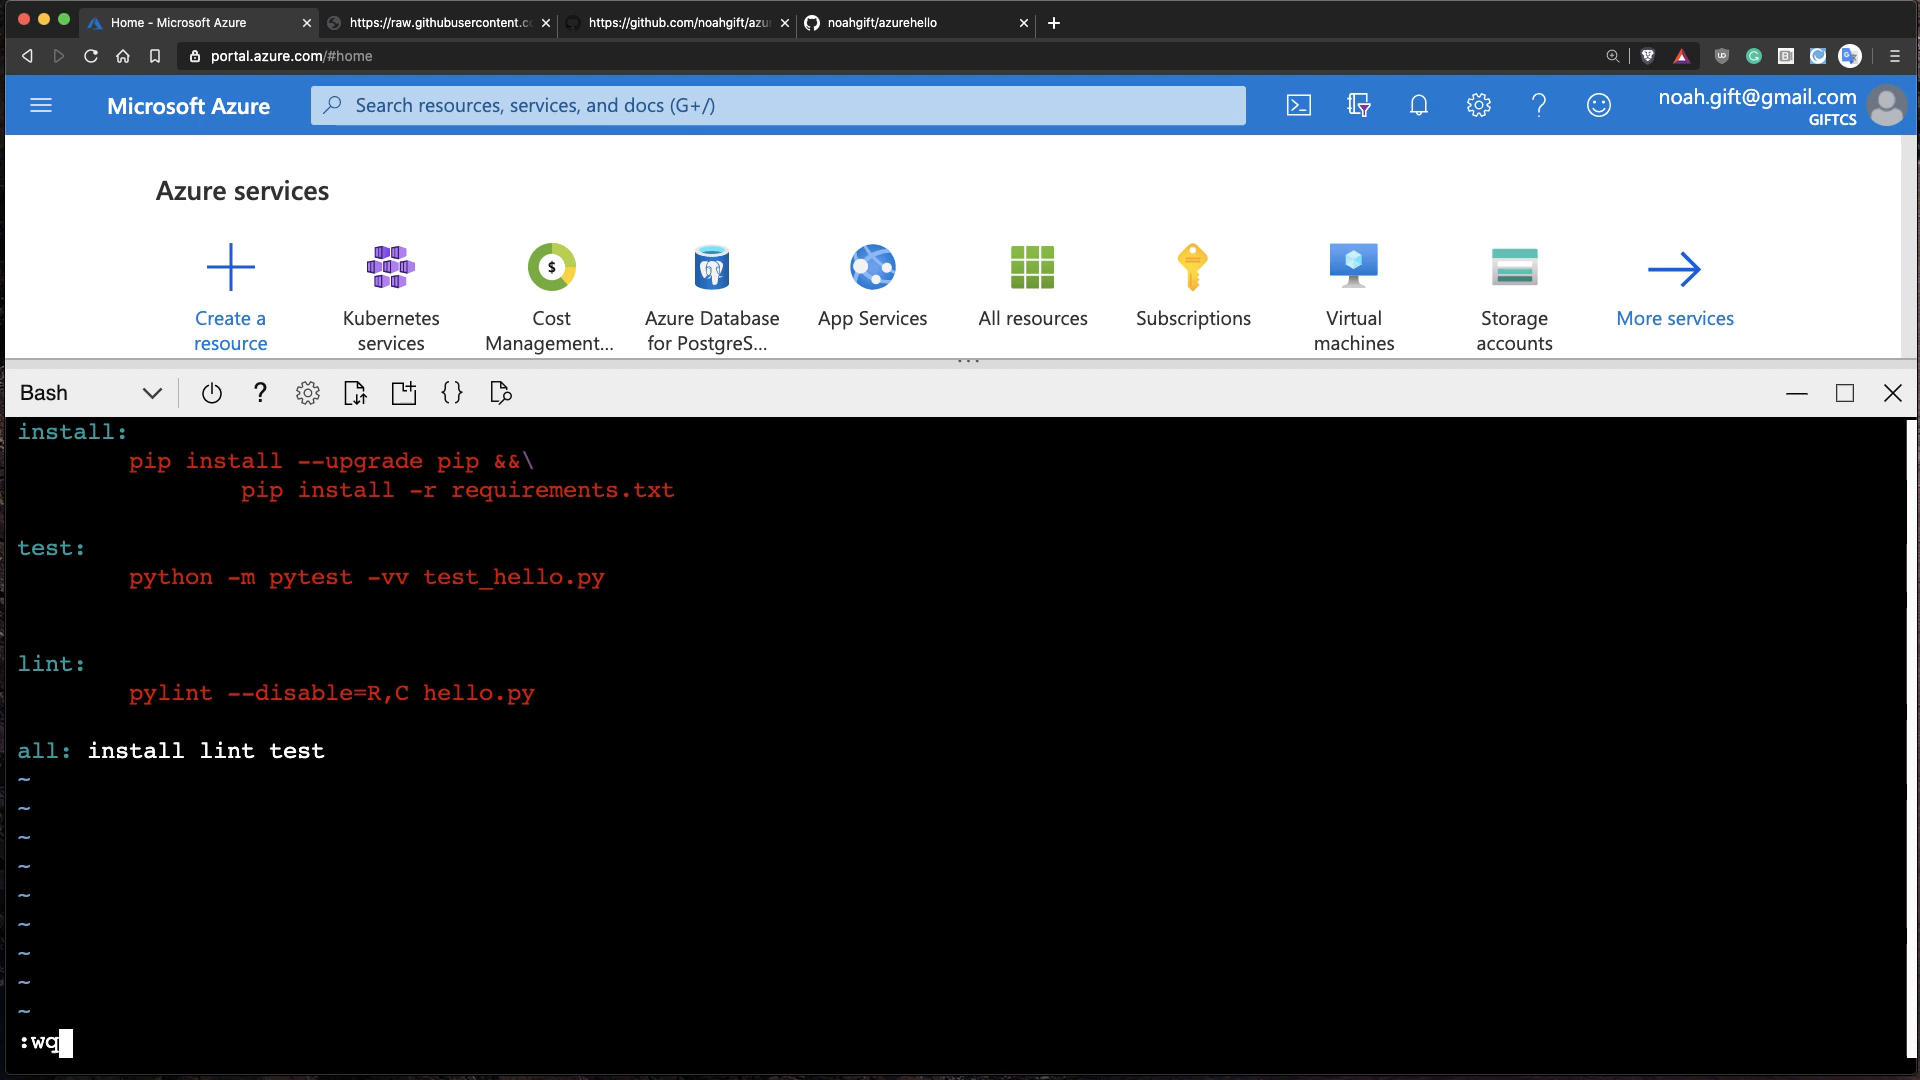 Home - Microsoft Azure
https://raw.githubusercontent.c
https://github.com/noahgift/azu
noahgift/azurehello
portal.azure.com/#home
Microsoft Azure
Search resources, services, and docs (G+/)
noah.gift@gmail.com
GIFTCS
Azure services
Create a resource
Kubernetes services
Cost Management...
Azure Database for PostgreS...
App Services
All resources
Subscriptions
Virtual machines
Storage accounts
More services
Bash
install:
pip install --upgrade pip &&\
pip install -r requirements.txt
test:
python -m pytest -vv test_hello.py
lint:
pylint --disable=R,C hello.py
all: install lint test
~
~
~
~
~
~
~
~
~
:wq